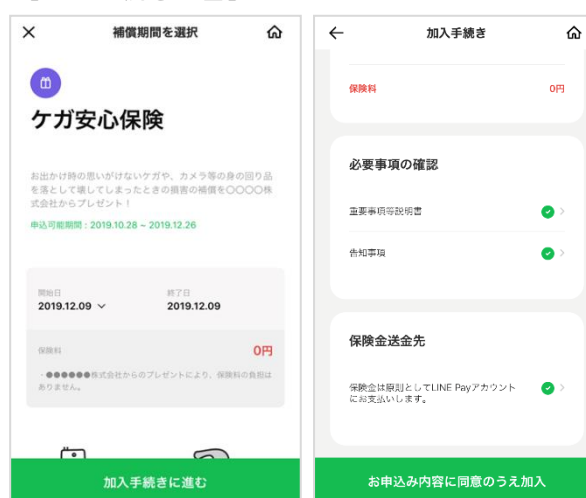 補償期間を選択
ケガ安心保険
お出かけ時の思いがけないケガや、カメラ等の身の回り品
を落として壊してしまったときの損害の補償を〇〇〇〇株
式会社からプレゼント！
申込可能期間：2019.10.28 ~ 2019.12.26
開始日
終了日
2019.12.09
2019.12.09
保険料
0円
・●●●●●●株式会社からのプレゼントにより、保険料の負担は
ありません。
加入手続きに進む
加入手続き
保険料
0円
必要事項の確認
重要事項等説明書
告知事項
保険金送金先
保険金は原則としてLINE Payアカウント
にお支払いします。
お申込み内容に同意のうえ加入